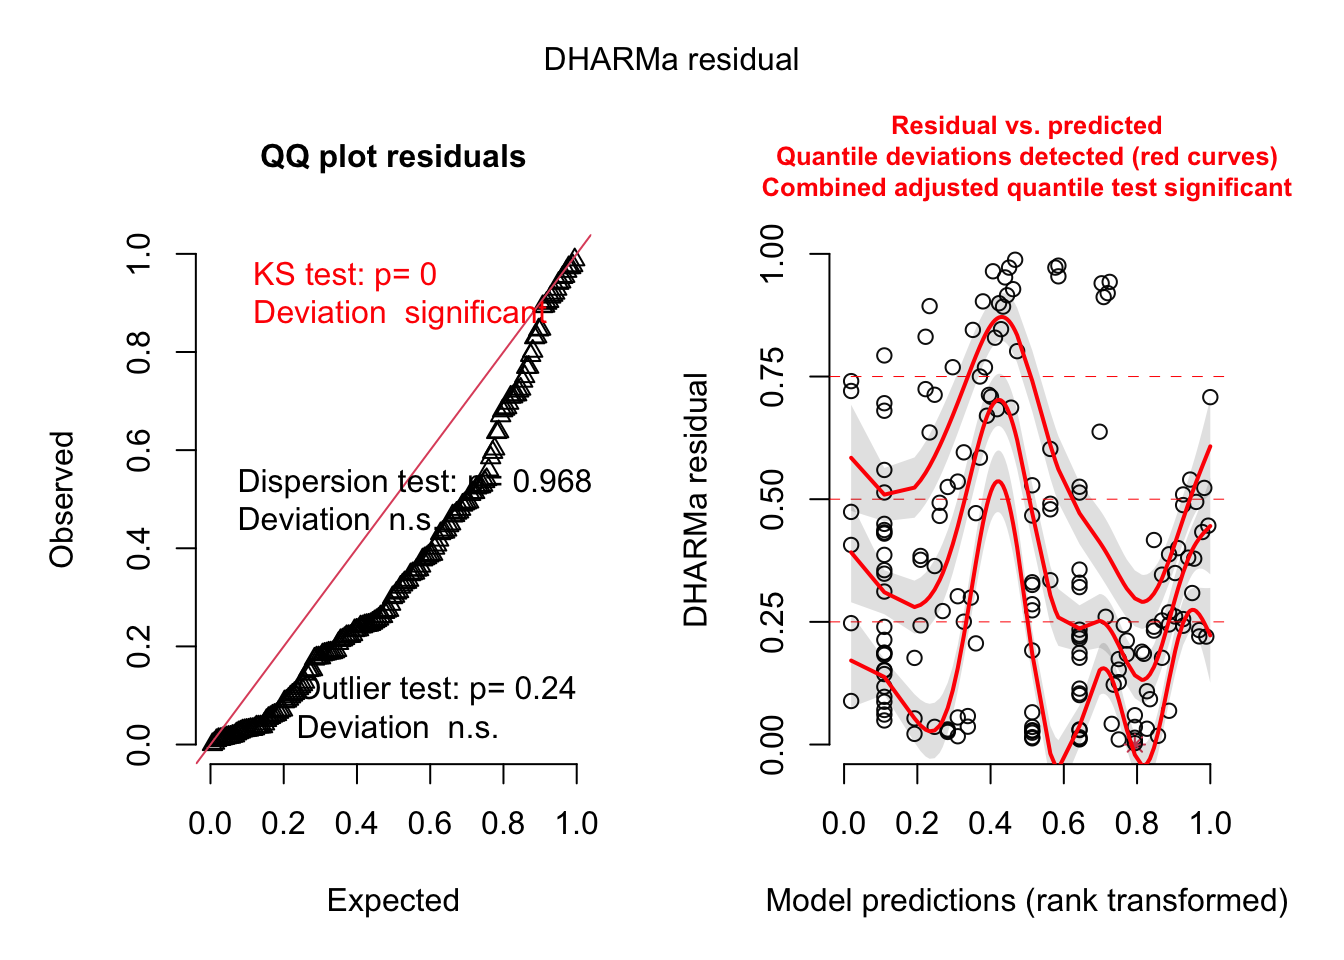 DHARMa residual
QQ plot residuals
KS test: p= 0
Deviation  significant
Dispersion test: p= 0.968
Deviation  n.s.
Outlier test: p= 0.24
Deviation  n.s.
Observed
0.0 0.2 0.4 0.6 0.8 1.0
0.0 0.2 0.4 0.6 0.8 1.0
Expected
Residual vs. predicted
Quantile deviations detected (red curves)
Combined adjusted quantile test significant
DHARMa residual
0.00 0.25 0.50 0.75 1.00
0.0 0.2 0.4 0.6 0.8 1.0
Model predictions (rank transformed)